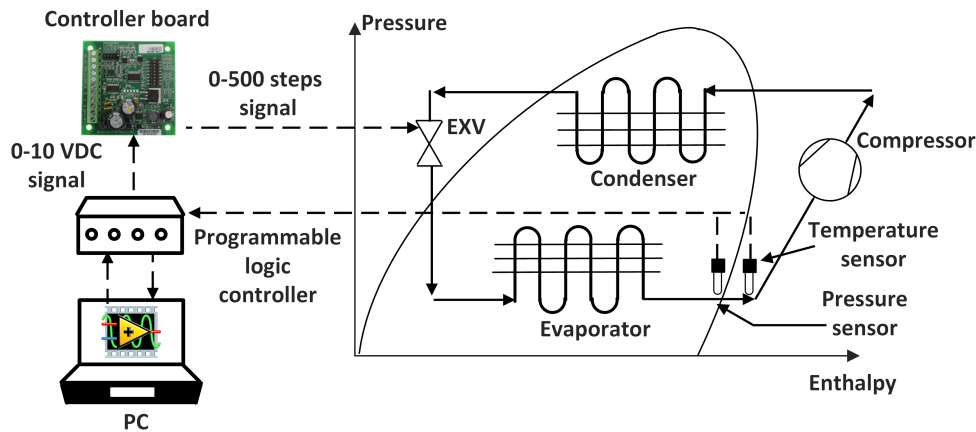 Controller board
Pressure
0-500 steps
signal
EXV
Compressor
0-10 VDC
signal
Condenser
Programmable
logic
controller
Temperature
sensor
Evaporator
Pressure
sensor
Enthalpy
PC